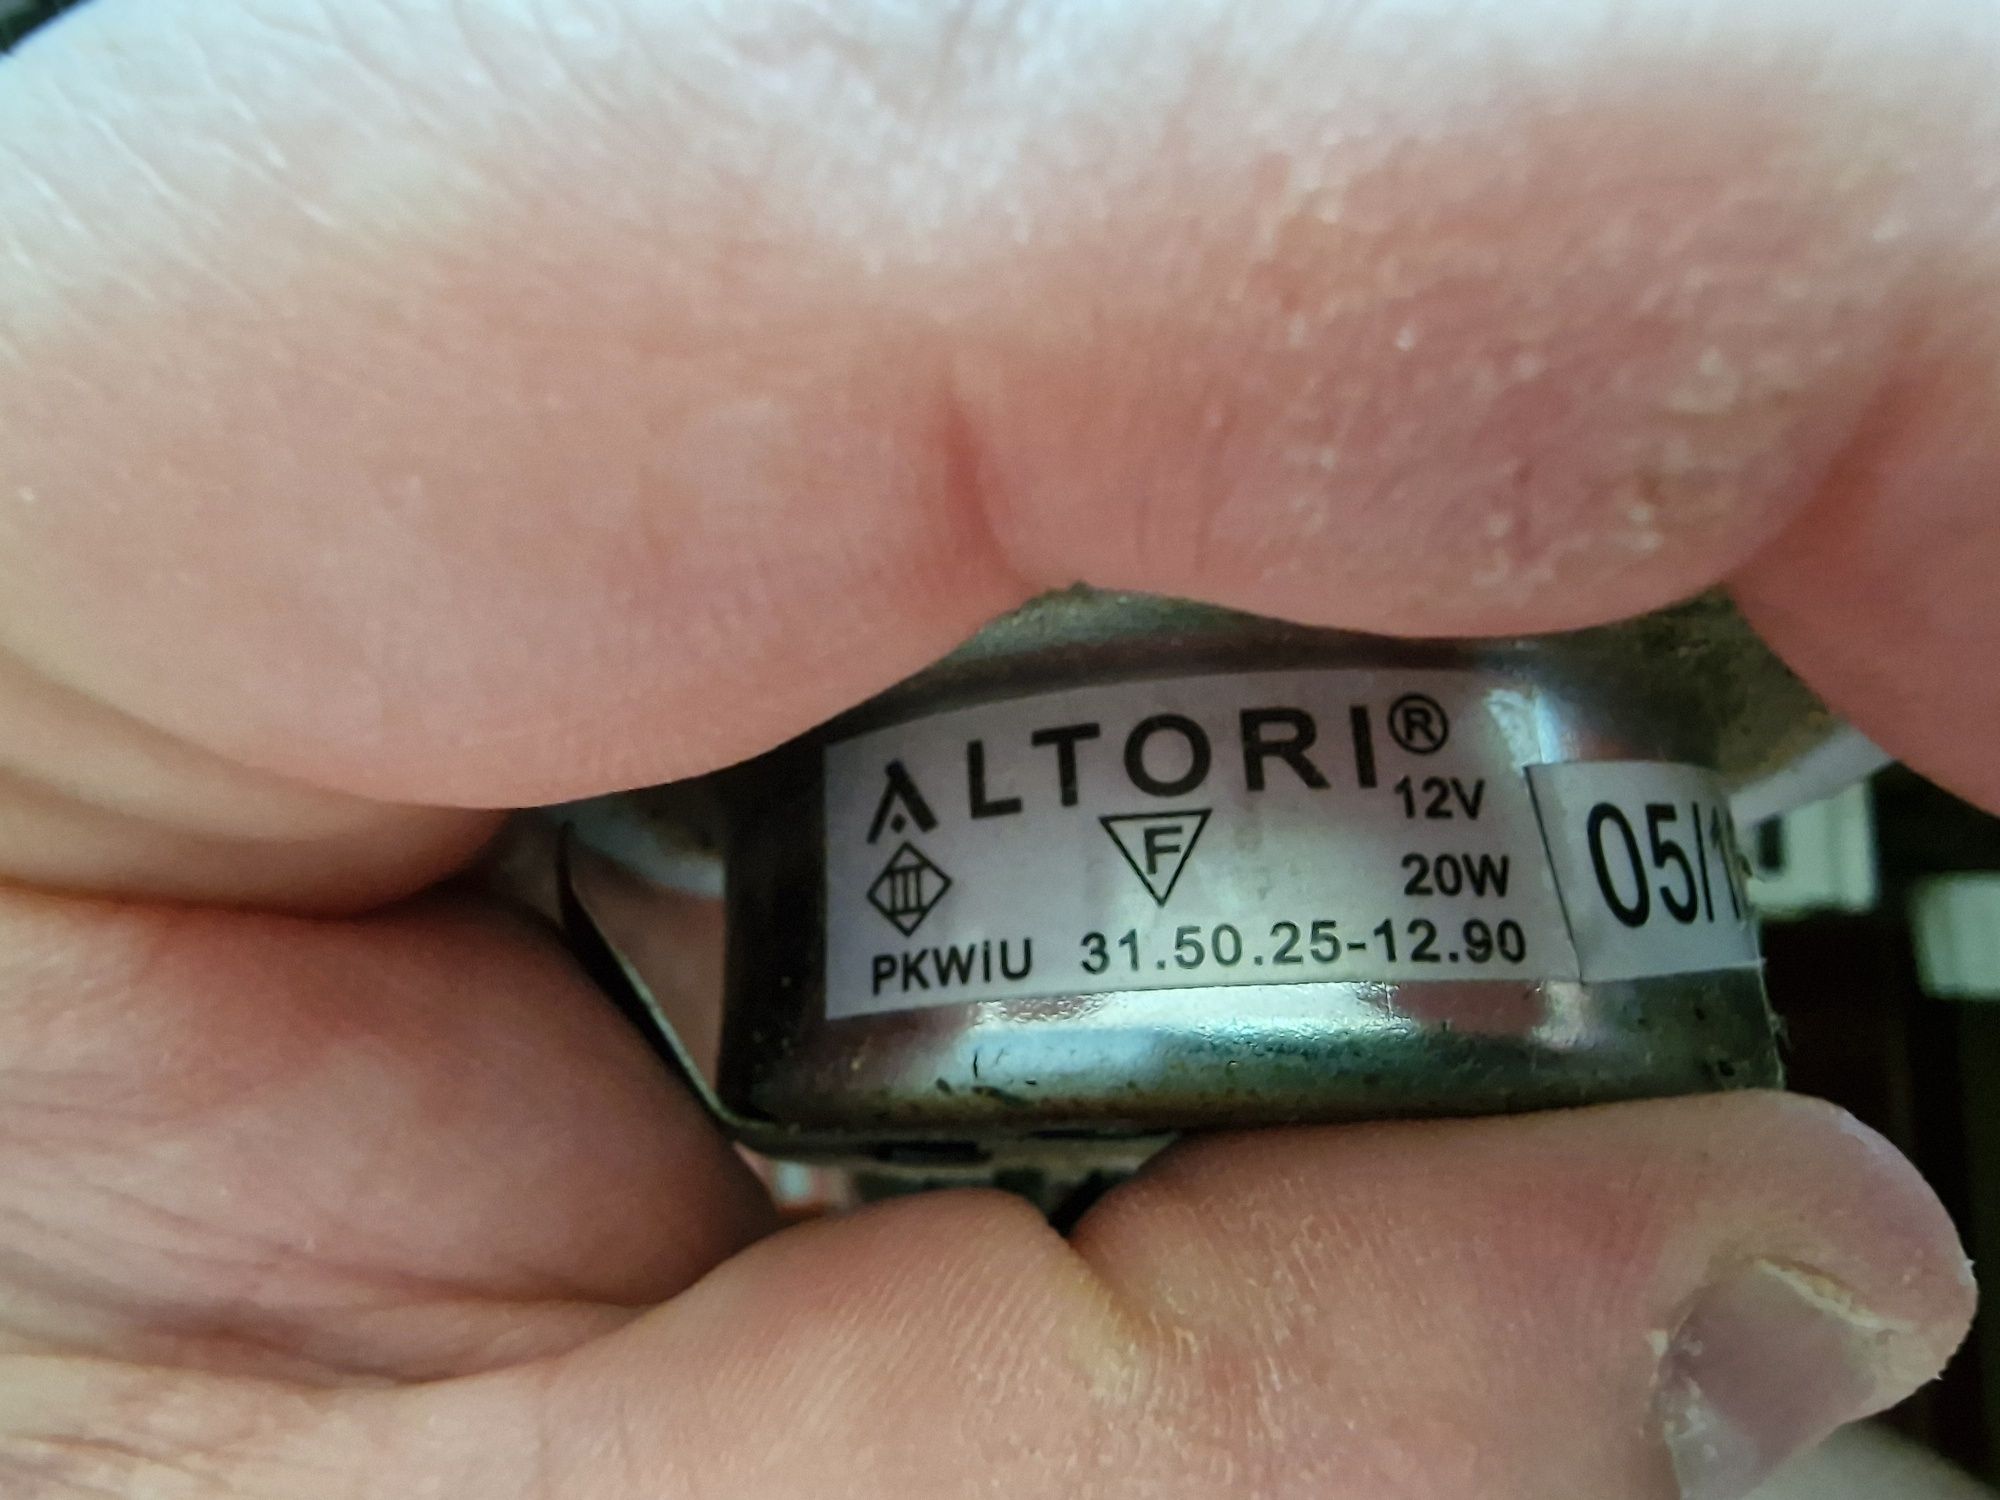 ALTORI®
12V
F
20W
III
PKWiU 31.50.25-12.90
05/1